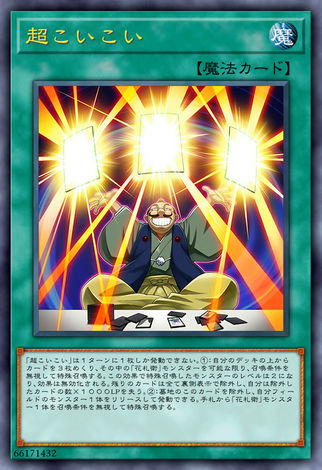 超こいこい
魔
【魔法カード】
「超こいこい」は１ターンに１枚しか発動できない。①：自分のデッキの上から
カードを３枚めくり、その中の「花札衛」モンスターを可能な限り、召喚条件を
無視して特殊召喚する。この効果で特殊召喚したモンスターのレベルは２にな
り、効果は無効化される。残りのカードは全て裏側表示で除外し、自分は除外し
たカードの数×１０００LPを失う。②：墓地のこのカードを除外し、自分フィー
ルドのモンスター１体をリリースして発動できる。手札から「花札衛」モンスタ
ー１体を召喚条件を無視して特殊召喚する。
66171432